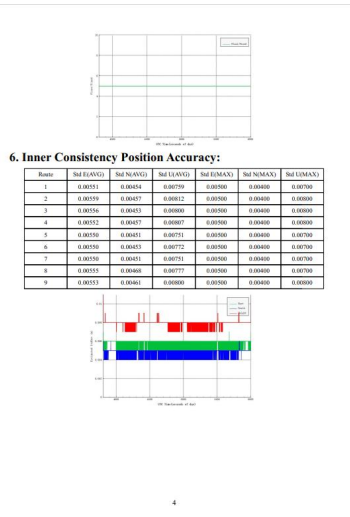 6. Inner Consistency Position Accuracy:
Route Std E(AVG) Std N(AVG) Std U(AVG) Std E(MAX) Std N(MAX) Std U(MAX)
1 0.00551 0.00454 0.00759 0.00500 0.00400 0.00700
2 0.00559 0.00457 0.00812 0.00500 0.00400 0.00800
3 0.00556 0.00453 0.00800 0.00500 0.00400 0.00800
4 0.00552 0.00457 0.00807 0.00500 0.00400 0.00800
5 0.00550 0.00451 0.00751 0.00500 0.00400 0.00700
6 0.00550 0.00453 0.00772 0.00500 0.00400 0.00700
7 0.00550 0.00451 0.00751 0.00500 0.00400 0.00700
8 0.00555 0.00468 0.00777 0.00500 0.00400 0.00700
9 0.00553 0.00461 0.00800 0.00500 0.00400 0.00800
4